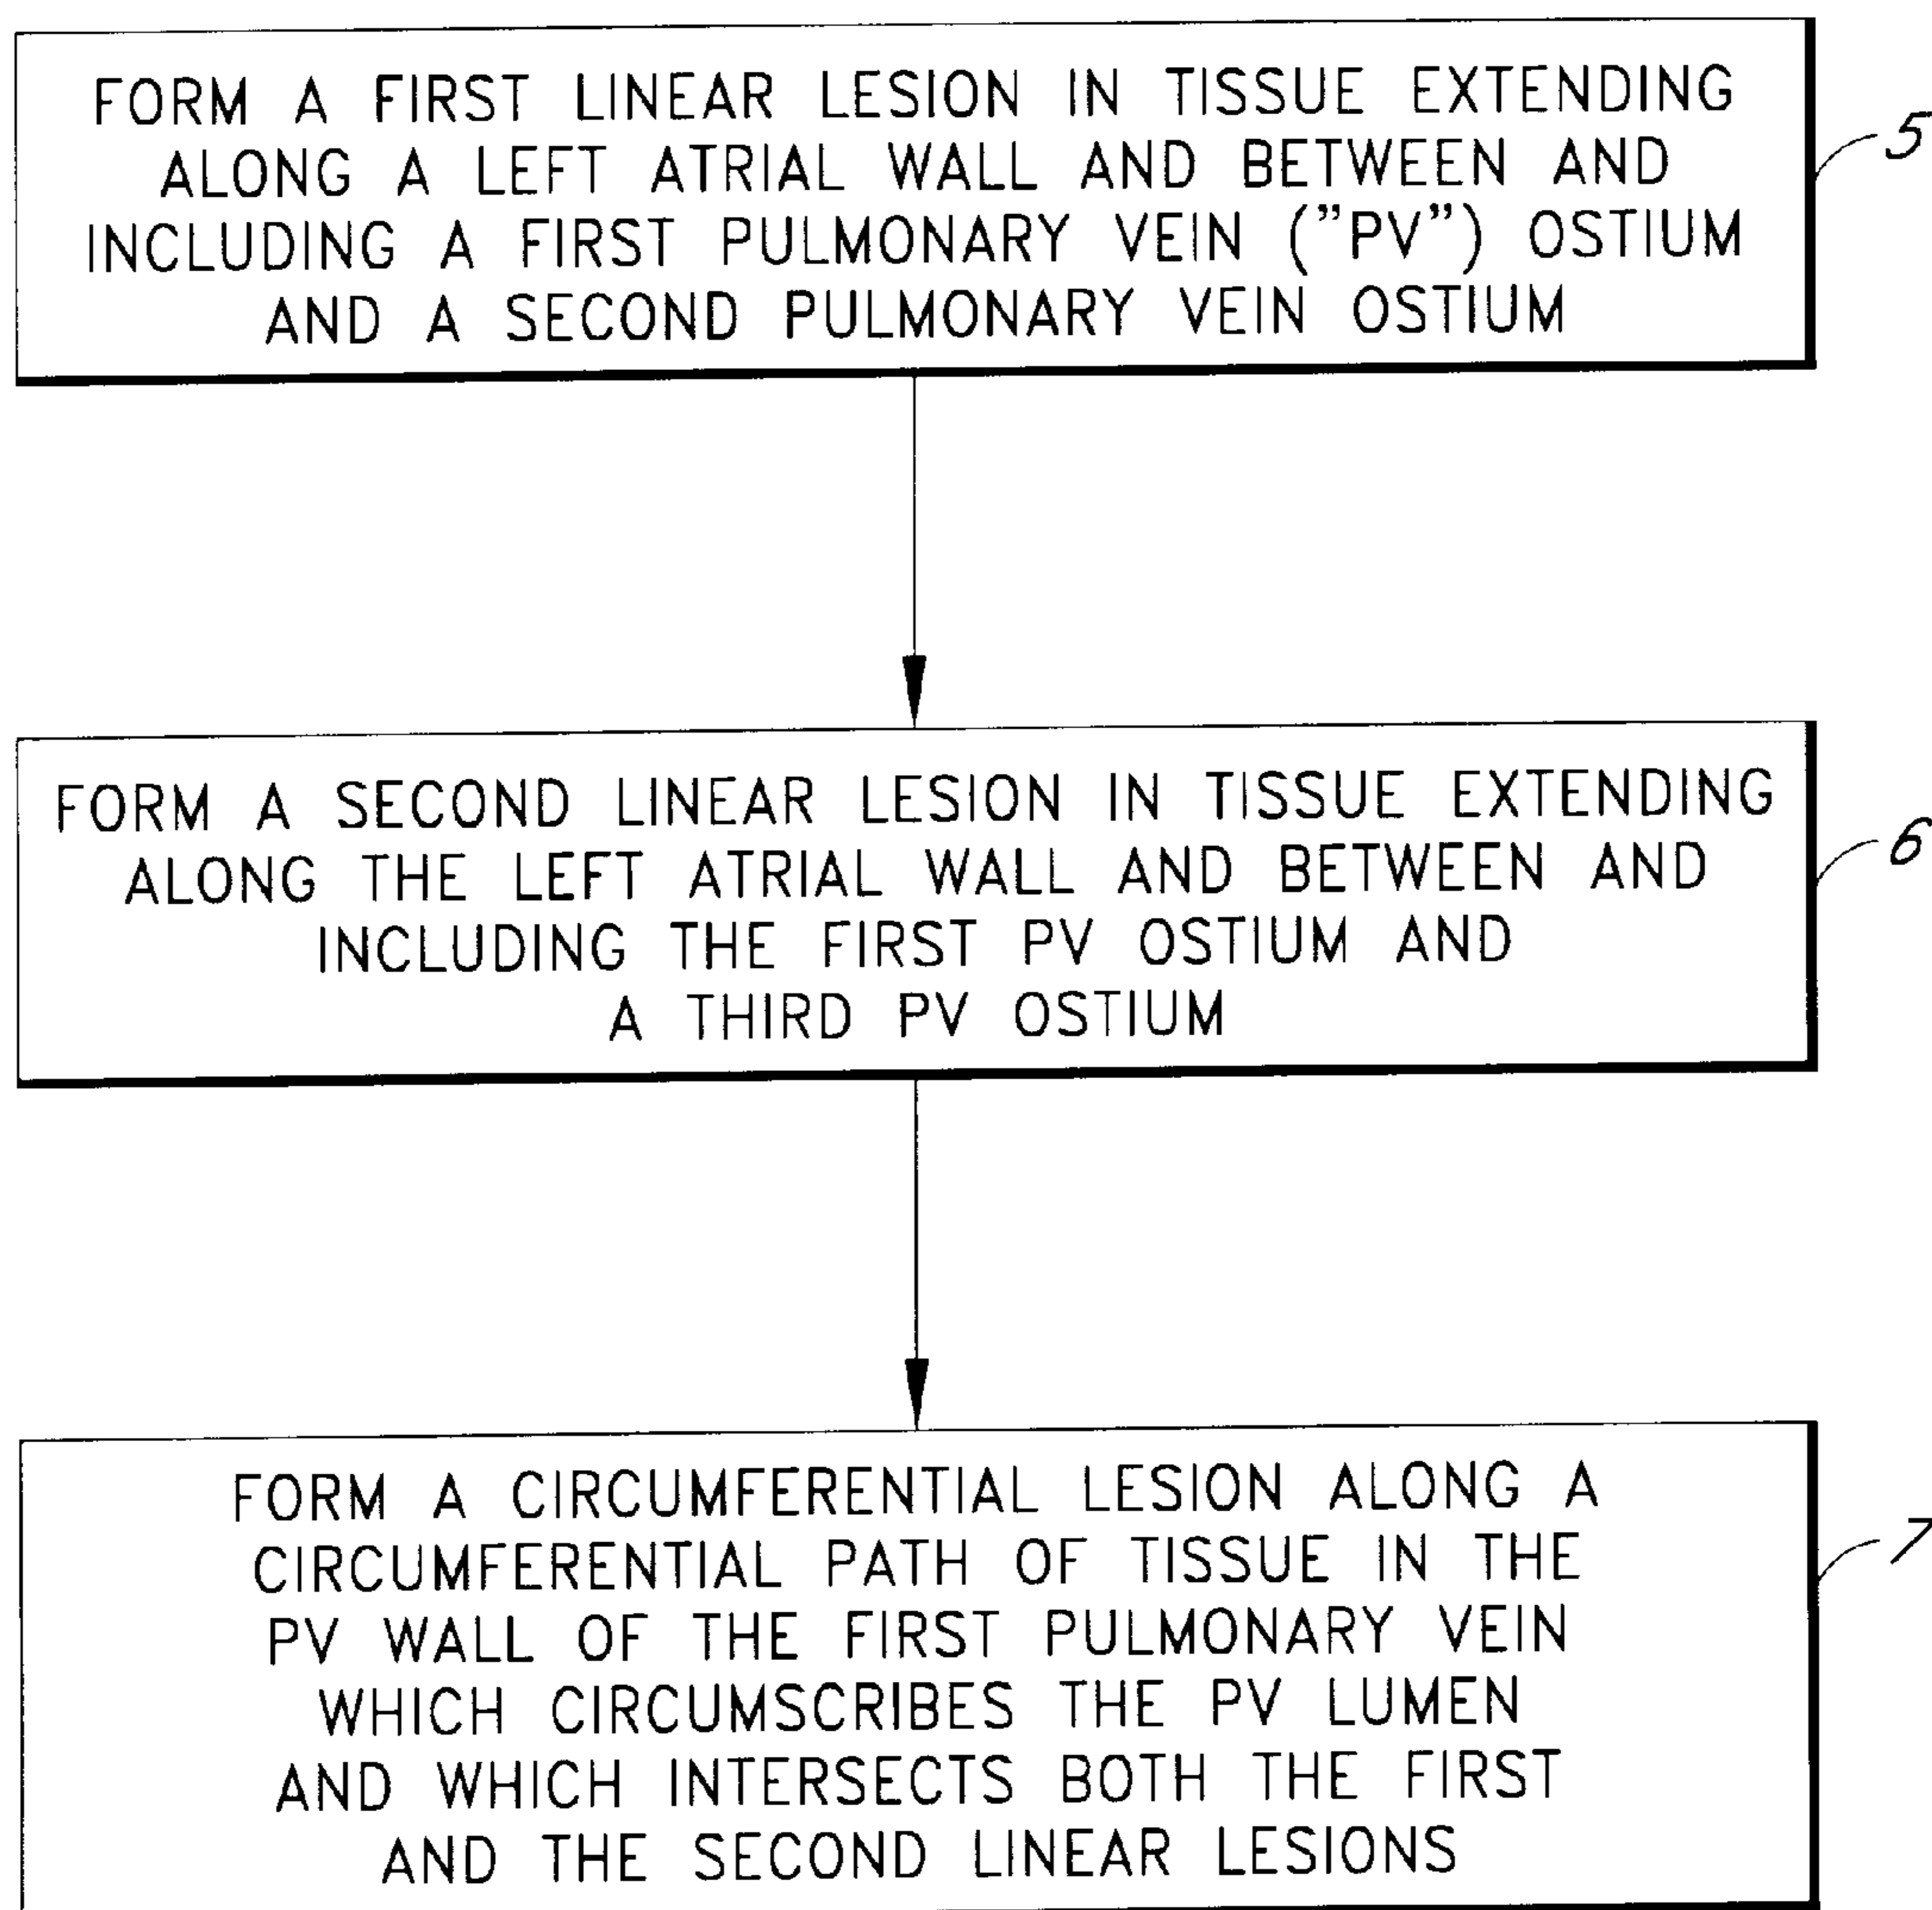 FORM A FIRST LINEAR LESION IN TISSUE EXTENDING
ALONG A LEFT ATRIAL WALL AND BETWEEN AND
INCLUDING A FIRST PULMONARY VEIN (”PV”) OSTIUM
AND A SECOND PULMONARY VEIN OSTIUM
5
FORM A SECOND LINEAR LESION IN TISSUE EXTENDING
ALONG THE LEFT ATRIAL WALL AND BETWEEN AND
INCLUDING THE FIRST PV OSTIUM AND
A THIRD PV OSTIUM
6
FORM A CIRCUMFERENTIAL LESION ALONG A
CIRCUMFERENTIAL PATH OF TISSUE IN THE
PV WALL OF THE FIRST PULMONARY VEIN
WHICH CIRCUMSCRIBES THE PV LUMEN
AND WHICH INTERSECTS BOTH THE FIRST
AND THE SECOND LINEAR LESIONS
7